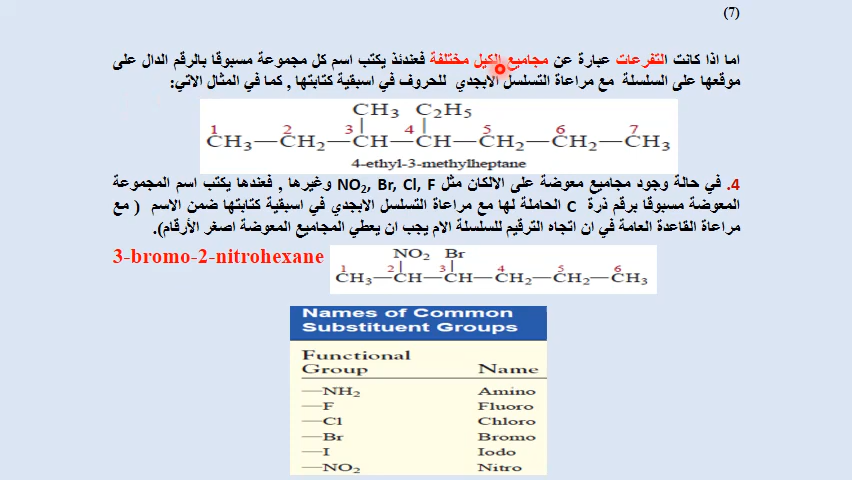 (7)
اما اذا كانت التفرعات عبارة عن مجاميع الكيل مختلفة فعندئذ يكتب اسم كل مجموعة مسبوقا بالرقم الدال على
موقعها على السلسلة مع مراعاة التسلسل الابجدي للحروف في اسبقية كتابتها , كما في المثال الاتي:
CH₃ C₂H₅
1 2 3 4 5 6 7
CH₃—CH₂—CH—CH—CH₂—CH₂—CH₃
4-ethyl-3-methylheptane
4. في حالة وجود مجاميع معوضة على الالكان مثل NO₂, Br, Cl, F وغيرها , فعندها يكتب اسم المجموعة
المعوضة مسبوقا برقم ذرة C الحاملة لها مع مراعاة التسلسل الابجدي في اسبقية كتابتها ضمن الاسم ( مع
مراعاة القاعدة العامة في ان اتجاه الترقيم للسلسلة الام يجب ان يعطي المجاميع المعوضة اصغر الأرقام).
3-bromo-2-nitrohexane
NO₂ Br
1 2 3 4 5 6
CH₃—CH—CH—CH₂—CH₂—CH₃
Names of Common
Substituent Groups
Functional
Group Name
—NH₂ Amino
—F Fluoro
—Cl Chloro
—Br Bromo
—I Iodo
—NO₂ Nitro